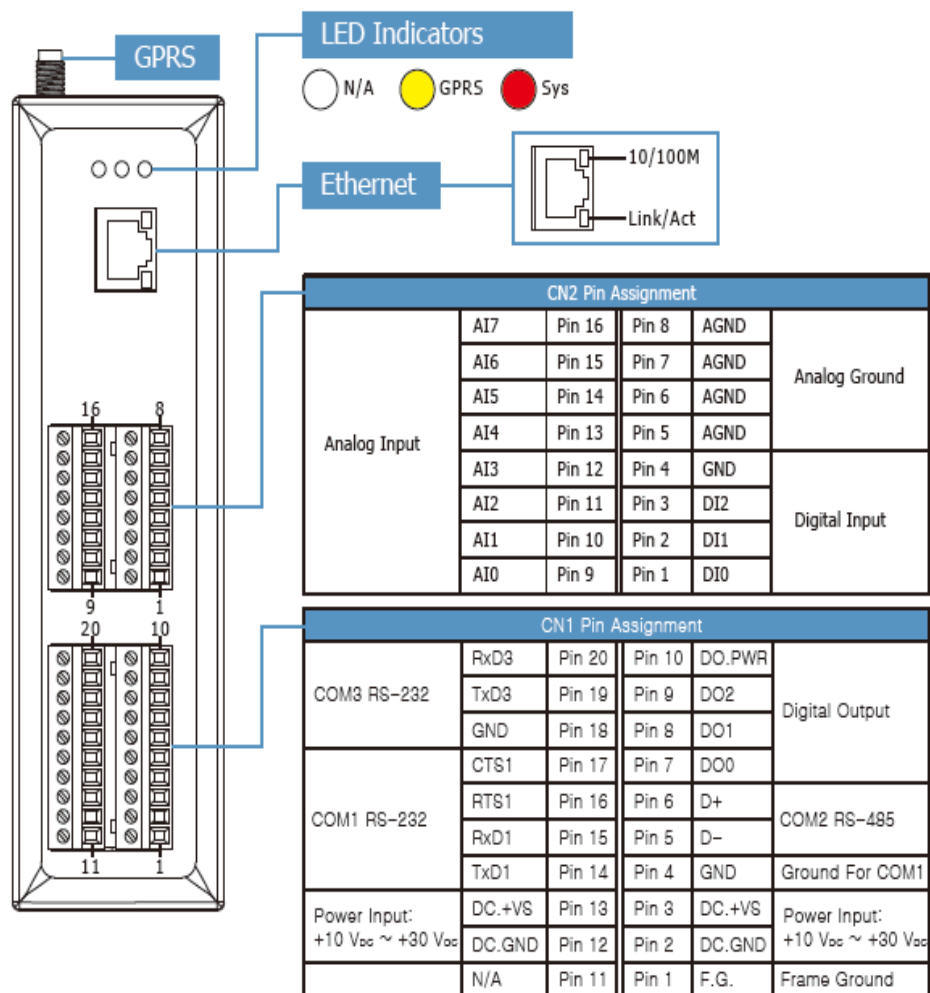 GPRS
LED Indicators
N/A GPRS Sys
Ethernet
10/100M
Link/Act
CN2 Pin Assignment
Analog Input
AI7 Pin 16 Pin 8 AGND
AI6 Pin 15 Pin 7 AGND
AI5 Pin 14 Pin 6 AGND
AI4 Pin 13 Pin 5 AGND
Analog Ground
AI3 Pin 12 Pin 4 GND
AI2 Pin 11 Pin 3 DI2
AI1 Pin 10 Pin 2 DI1
AI0 Pin 9 Pin 1 DI0
Digital Input
16 8
9 1
20 10
11 1
CN1 Pin Assignment
COM3 RS-232
RxD3 Pin 20 Pin 10 DO.PWR
TxD3 Pin 19 Pin 9 DO2
GND Pin 18 Pin 8 DO1
Digital Output
COM1 RS-232
CTS1 Pin 17 Pin 7 DO0
RTS1 Pin 16 Pin 6 D+
RxD1 Pin 15 Pin 5 D-
COM2 RS-485
TxD1 Pin 14 Pin 4 GND Ground For COM1
Power Input:
+10 VDC ~ +30 VDC
DC.+VS Pin 13 Pin 3 DC.+VS
DC.GND Pin 12 Pin 2 DC.GND
Power Input:
+10 VDC ~ +30 VDC
N/A Pin 11 Pin 1 F.G. Frame Ground